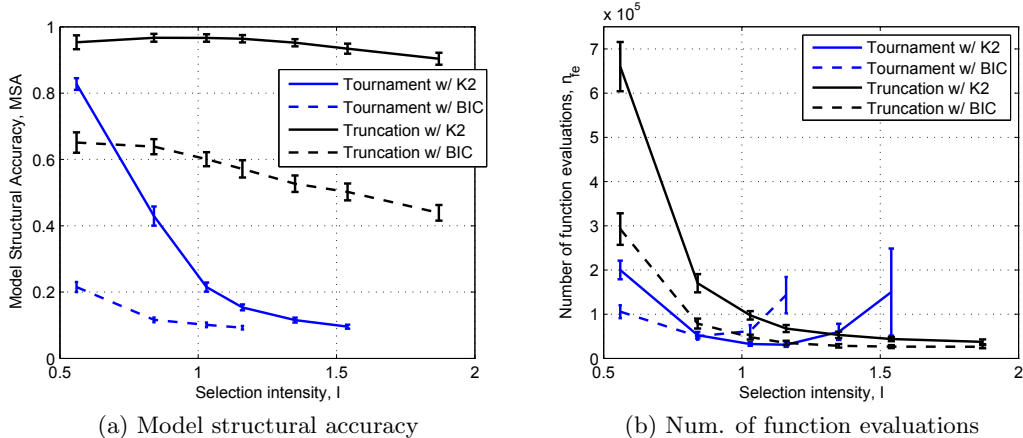 1
0.8
0.6
0.4
0.2
0
Model Structural Accuracy, MSA
0.5 1 1.5 2
Selection intensity, I
Tournament w/ K2
Tournament w/ BIC
Truncation w/ K2
Truncation w/ BIC
(a) Model structural accuracy
x 10^5
7
6
5
4
3
2
1
0
Number of function evaluations, n_fe
0.5 1 1.5 2
Selection intensity, I
Tournament w/ K2
Tournament w/ BIC
Truncation w/ K2
Truncation w/ BIC
(b) Num. of function evaluations